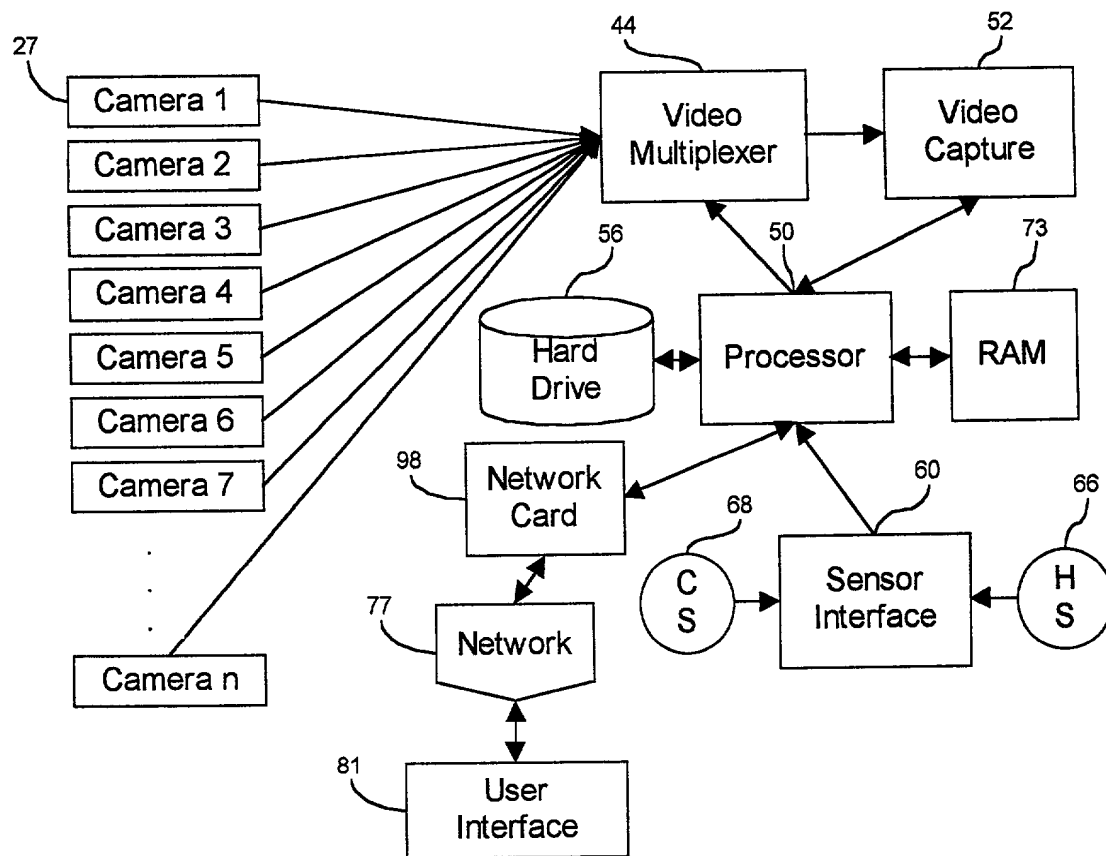 27
44
52
Camera 1
Camera 2
Camera 3
Camera 4
Camera 5
Camera 6
Camera 7
.
.
.
Camera n
Video
Multiplexer
Video
Capture
56
50
73
Hard
Drive
Processor
RAM
98
Network
Card
68
60
66
C
S
Sensor
Interface
H
S
77
Network
81
User
Interface